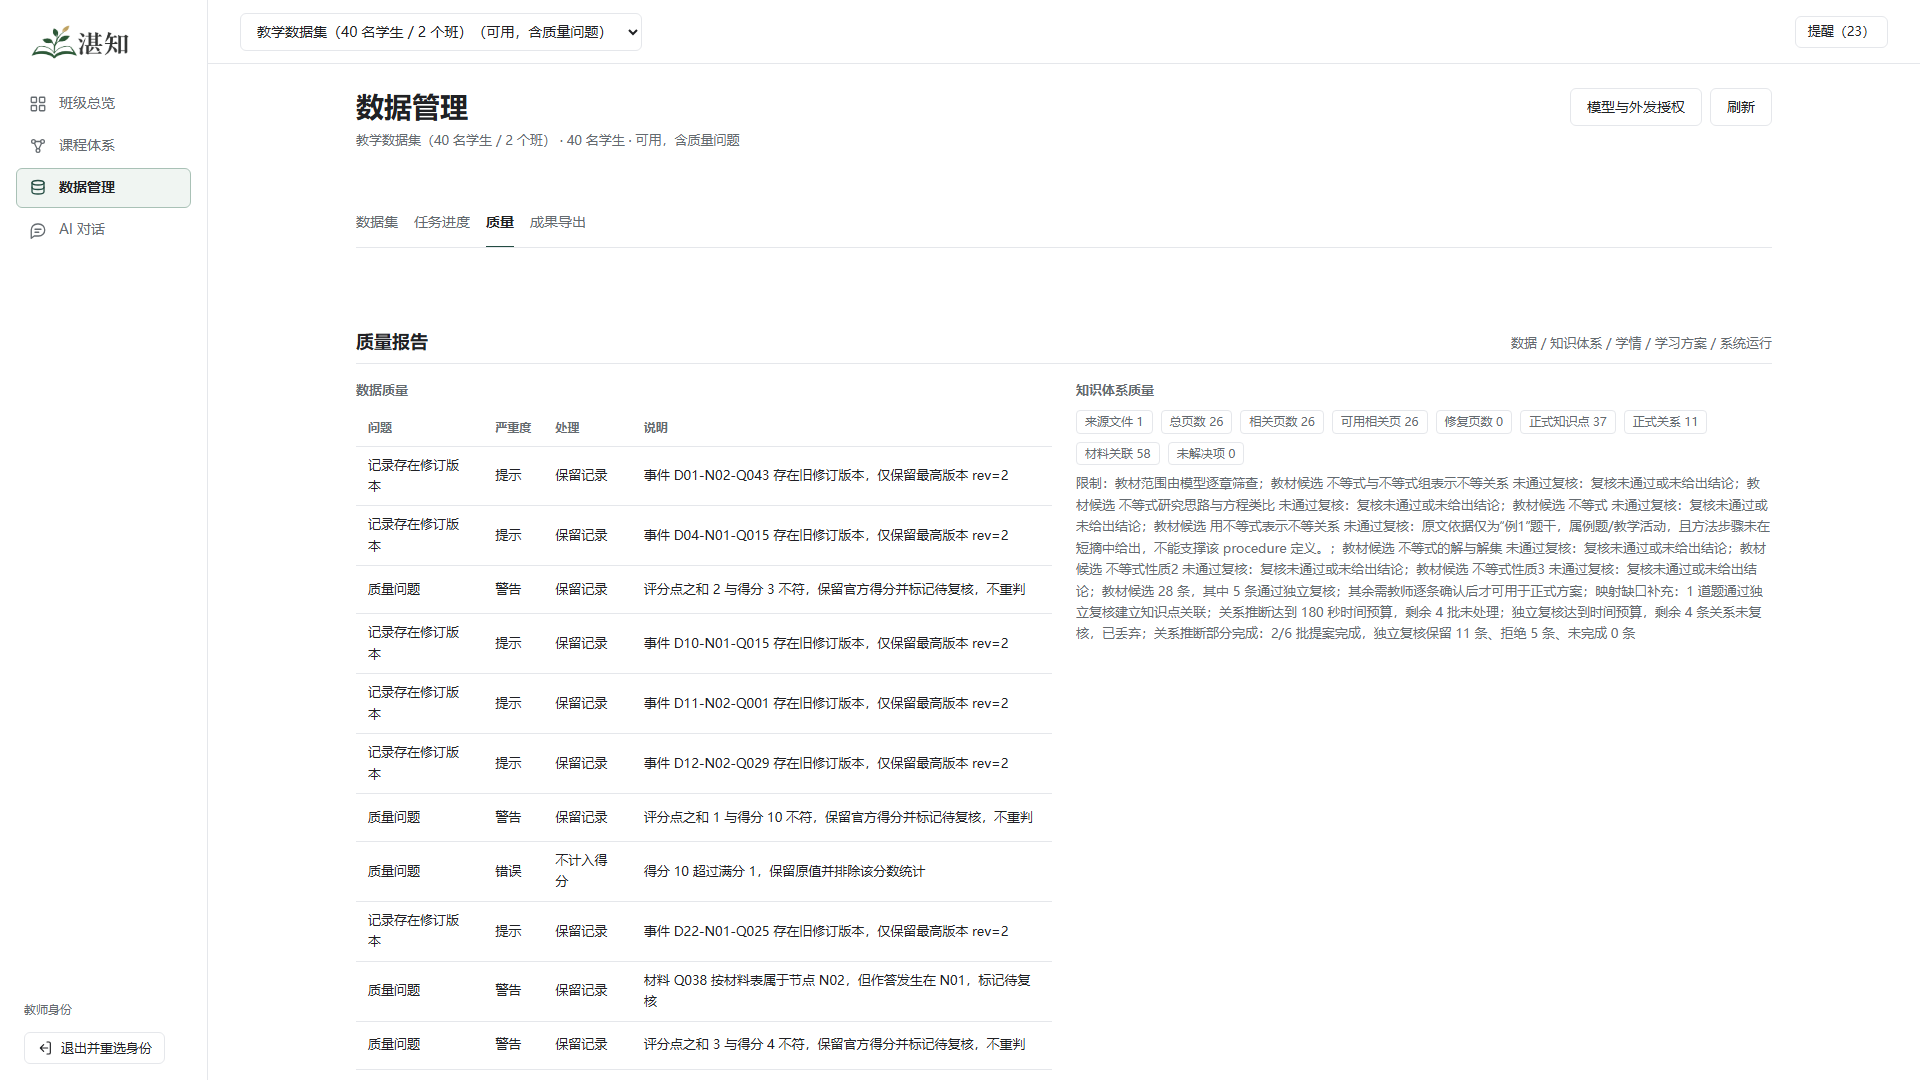 湛知
教学数据集（40 名学生 / 2 个班）（可用，含质量问题）
提醒（23）
班级总览
课程体系
数据管理
AI 对话
数据管理
教学数据集（40 名学生 / 2 个班） · 40 名学生 · 可用，含质量问题
模型与外发授权
刷新
数据集
任务进度
质量
成果导出
质量报告
数据 / 知识体系 / 学情 / 学习方案 / 系统运行
数据质量
问题 严重度 处理 说明
记录存在修订版
本
提示 保留记录 事件 D01-N02-Q043 存在旧修订版本，仅保留最高版本 rev=2
记录存在修订版
本
提示 保留记录 事件 D04-N01-Q015 存在旧修订版本，仅保留最高版本 rev=2
质量问题 警告 保留记录 评分点之和 2 与得分 3 不符，保留官方得分并标记待复核，不重判
记录存在修订版
本
提示 保留记录 事件 D10-N01-Q015 存在旧修订版本，仅保留最高版本 rev=2
记录存在修订版
本
提示 保留记录 事件 D11-N02-Q001 存在旧修订版本，仅保留最高版本 rev=2
记录存在修订版
本
提示 保留记录 事件 D12-N02-Q029 存在旧修订版本，仅保留最高版本 rev=2
质量问题 警告 保留记录 评分点之和 1 与得分 10 不符，保留官方得分并标记待复核，不重判
质量问题 错误 不计入得
分
得分 10 超过满分 1，保留原值并排除该分数统计
记录存在修订版
本
提示 保留记录 事件 D22-N01-Q025 存在旧修订版本，仅保留最高版本 rev=2
质量问题 警告 保留记录 材料 Q038 按材料表属于节点 N02，但作答发生在 N01，标记待复
核
质量问题 警告 保留记录 评分点之和 3 与得分 4 不符，保留官方得分并标记待复核，不重判
知识体系质量
来源文件 1 总页数 26 相关页数 26 可用相关页 26 修复页数 0 正式知识点 37 正式关系 11
材料关联 58 未解决项 0
限制：教材范围由模型逐章筛查；教材候选 不等式与不等式组表示不等关系 未通过复核：复核未通过或未给出结论；教
材候选 不等式研究思路与方程类比 未通过复核：复核未通过或未给出结论；教材候选 不等式 未通过复核：复核未通过或
未给出结论；教材候选 用不等式表示不等关系 未通过复核：原文依据仅为“例1”题干，属例题/教学活动，且方法步骤未在
短摘中给出，不能支撑该 procedure 定义。；教材候选 不等式的解与解集 未通过复核：复核未通过或未给出结论；教材
候选 不等式性质2 未通过复核：复核未通过或未给出结论；教材候选 不等式性质3 未通过复核：复核未通过或未给出结
论；教材候选 28 条，其中 5 条通过独立复核；其余需教师逐条确认后才可用于正式方案；映射缺口补充：1 道题通过独
立复核建立知识点关联；关系推断达到 180 秒时间预算，剩余 4 批未处理；独立复核达到时间预算，剩余 4 条关系未复
核，已丢弃；关系推断部分完成：2/6 批提案完成，独立复核保留 11 条、拒绝 5 条、未完成 0 条
教师身份
退出并重选身份